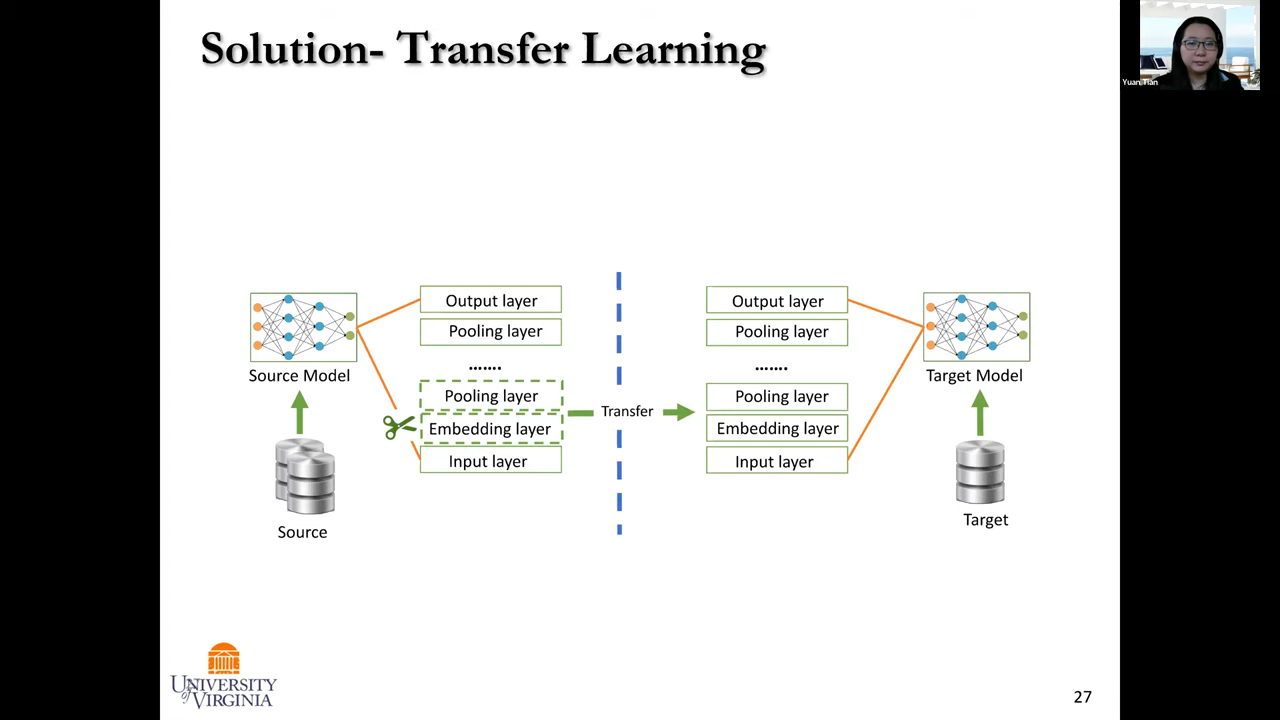 Solution- Transfer Learning
Yuan Tian
Output layer
Pooling layer
.......
Pooling layer
Embedding layer
Input layer
Source Model
Source
Transfer
Output layer
Pooling layer
.......
Pooling layer
Embedding layer
Input layer
Target Model
Target
UNIVERSITY
of VIRGINIA
27